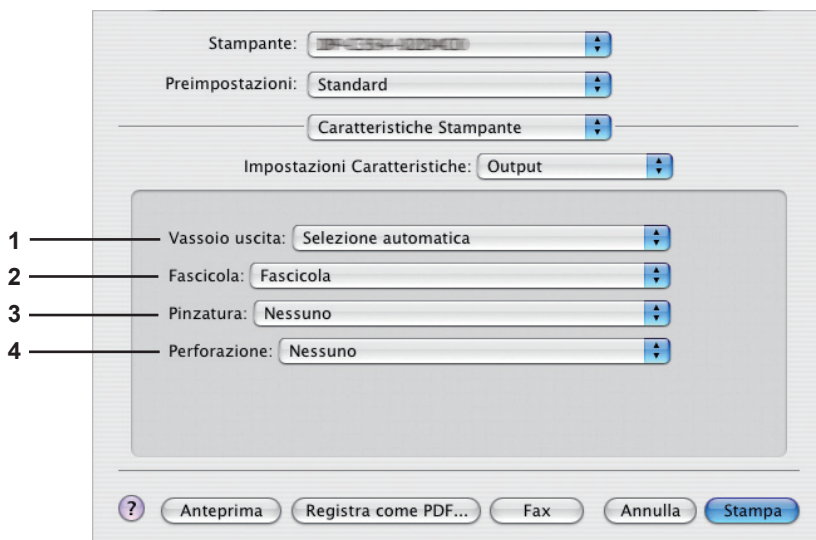 Stampante:
Preimpostazioni: Standard
Caratteristiche Stampante
Impostazioni Caratteristiche: Output
1 Vassoio uscita: Selezione automatica
2 Fascicola: Fascicola
3 Pinzatura: Nessuno
4 Perforazione: Nessuno
? Anteprima Registra come PDF... Fax Annulla Stampa